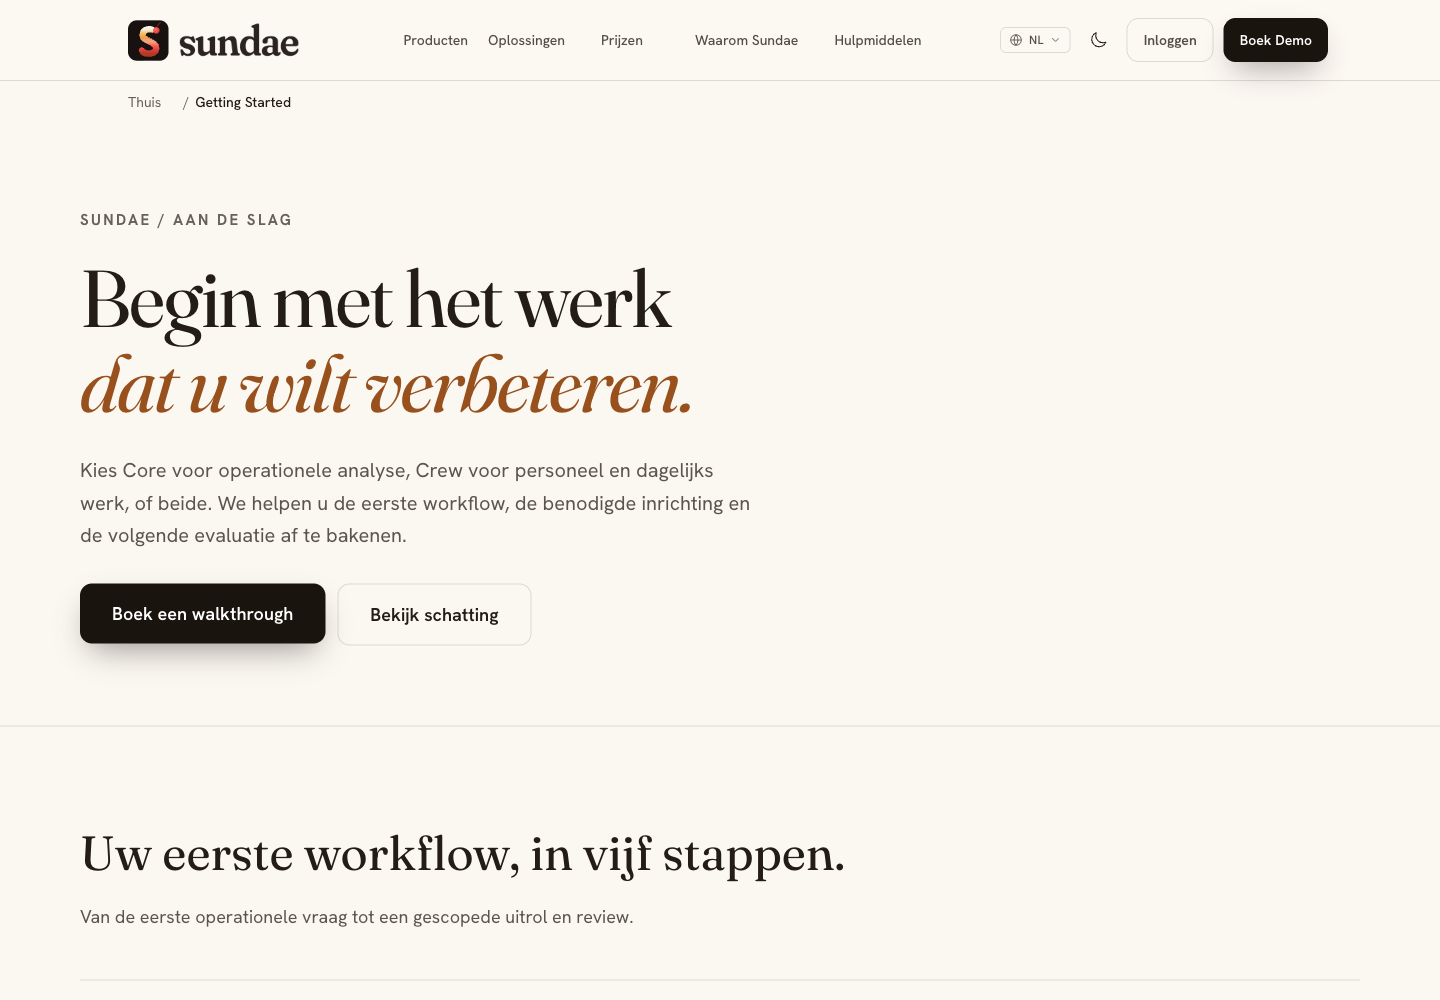 sundae
Producten Oplossingen Prijzen Waarom Sundae Hulpmiddelen NL Inloggen Boek Demo
Thuis / Getting Started
SUNDAE / AAN DE SLAG
Begin met het werk
dat u wilt verbeteren.
Kies Core voor operationele analyse, Crew voor personeel en dagelijks
werk, of beide. We helpen u de eerste workflow, de benodigde inrichting en
de volgende evaluatie af te bakenen.
Boek een walkthrough Bekijk schatting
Uw eerste workflow, in vijf stappen.
Van de eerste operationele vraag tot een gescopede uitrol en review.